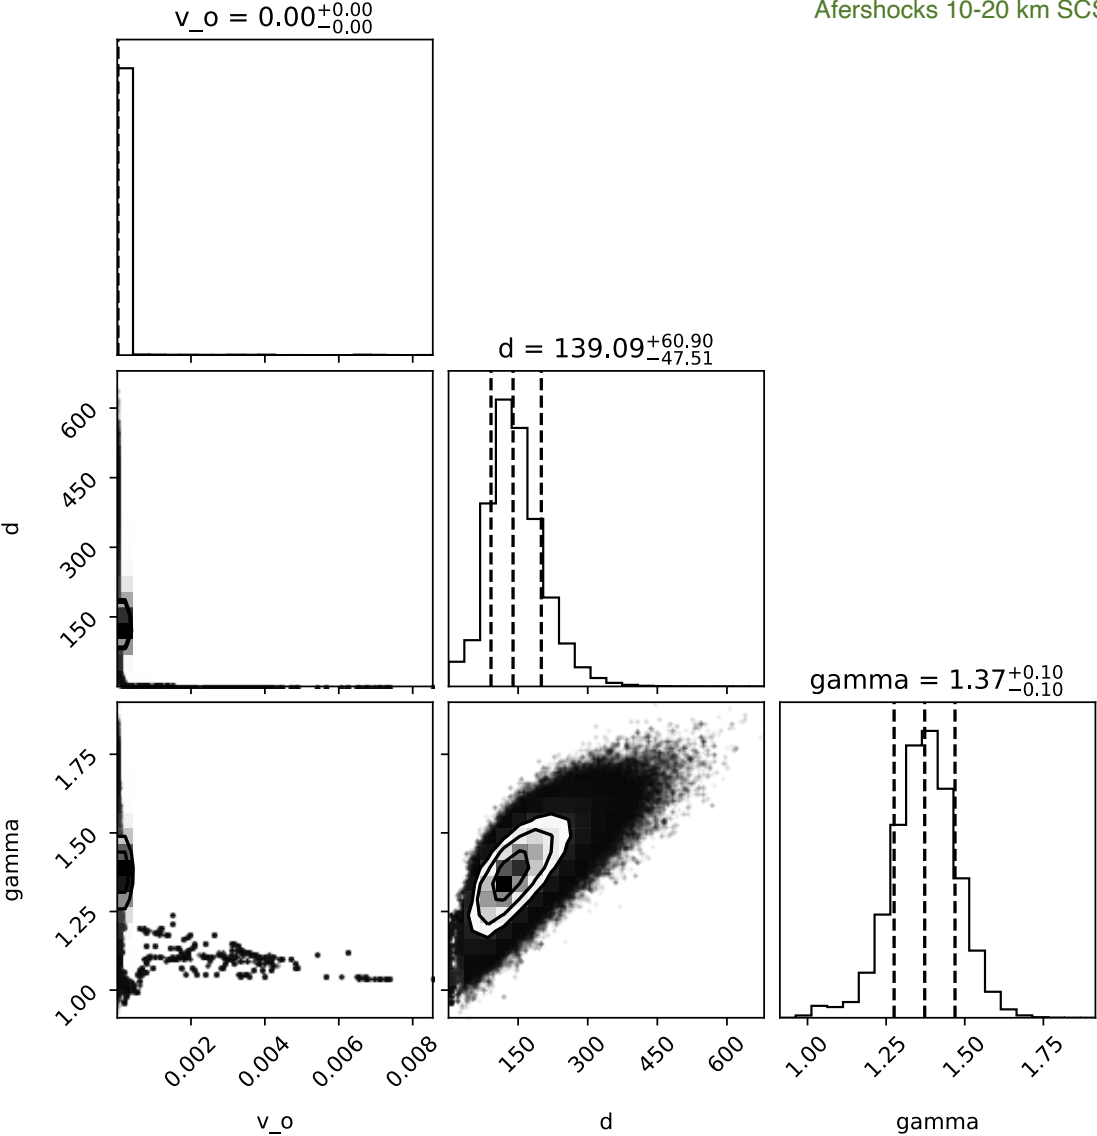 Afershocks 10-20 km SCS
v_o = 0.00+0.00−0.00
d = 139.09+60.90−47.51
600
450
300
150
d
gamma = 1.37+0.10−0.10
1.75
1.50
1.25
1.00
gamma
0.002
0.004
0.006
0.008
v_o
150
300
450
600
d
1.00
1.25
1.50
1.75
gamma